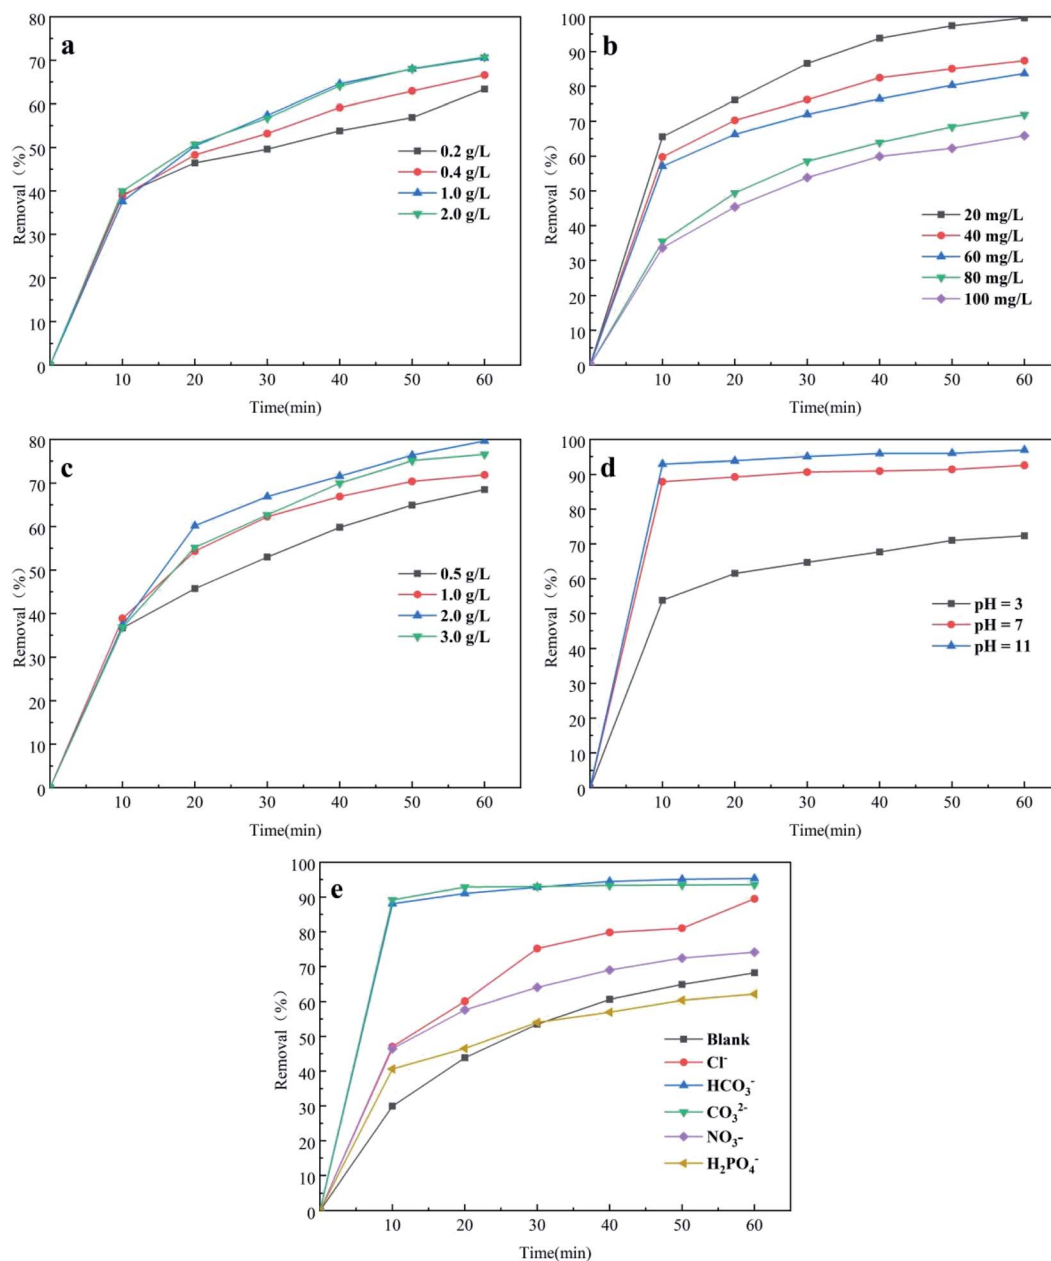 a
80
70
60
50
40
30
20
10
0
Removal（%）
10 20 30 40 50 60
Time(min)
0.2 g/L
0.4 g/L
1.0 g/L
2.0 g/L
b
100
90
80
70
60
50
40
30
20
10
0
Removal（%）
10 20 30 40 50 60
Time(min)
20 mg/L
40 mg/L
60 mg/L
80 mg/L
100 mg/L
c
80
70
60
50
40
30
20
10
0
Removal（%）
10 20 30 40 50 60
Time(min)
0.5 g/L
1.0 g/L
2.0 g/L
3.0 g/L
d
100
90
80
70
60
50
40
30
20
10
0
Removal（%）
10 20 30 40 50 60
Time(min)
pH = 3
pH = 7
pH = 11
e
100
90
80
70
60
50
40
30
20
10
0
Removal（%）
10 20 30 40 50 60
Time(min)
Blank
Cl⁻
HCO₃⁻
CO₃²⁻
NO₃-
H₂PO₄⁻